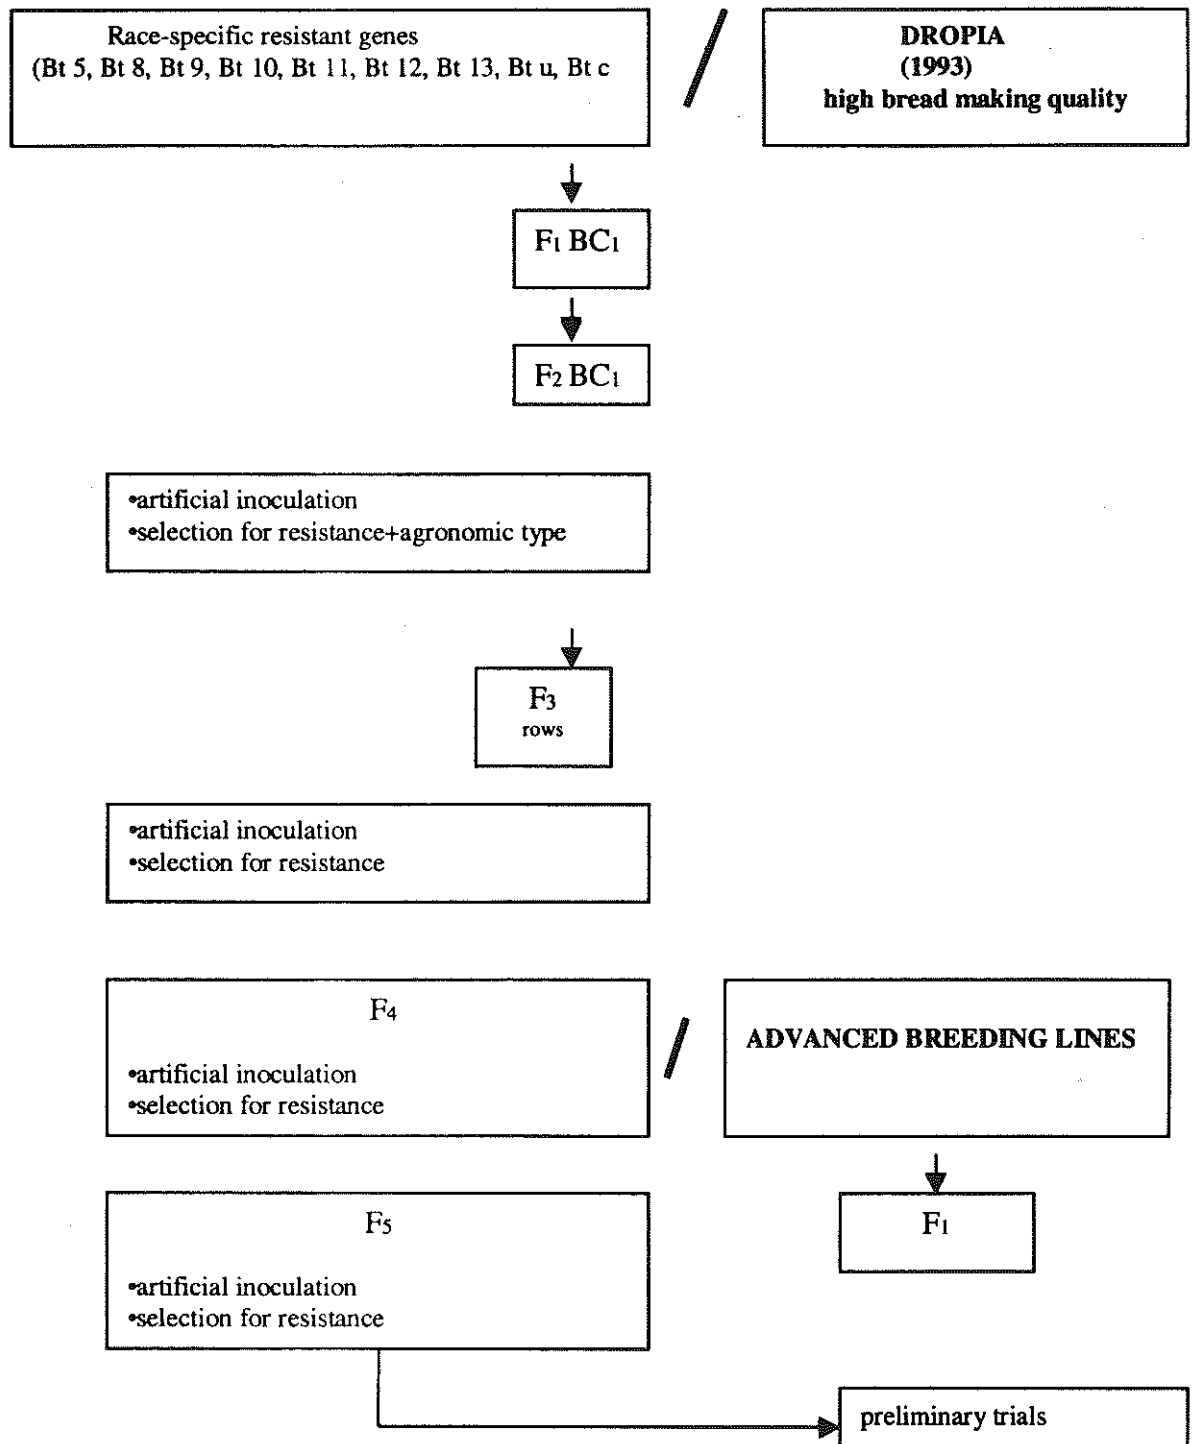 Race-specific resistant genes
(Bt 5, Bt 8, Bt 9, Bt 10, Bt 11, Bt 12, Bt 13, Bt u, Bt c
/
DROPIA
(1993)
high bread making quality
F1 BC1
F2 BC1
•artificial inoculation
•selection for resistance+agronomic type
F3
rows
•artificial inoculation
•selection for resistance
F4
•artificial inoculation
•selection for resistance
/
ADVANCED BREEDING LINES
F5
•artificial inoculation
•selection for resistance
F1
preliminary trials